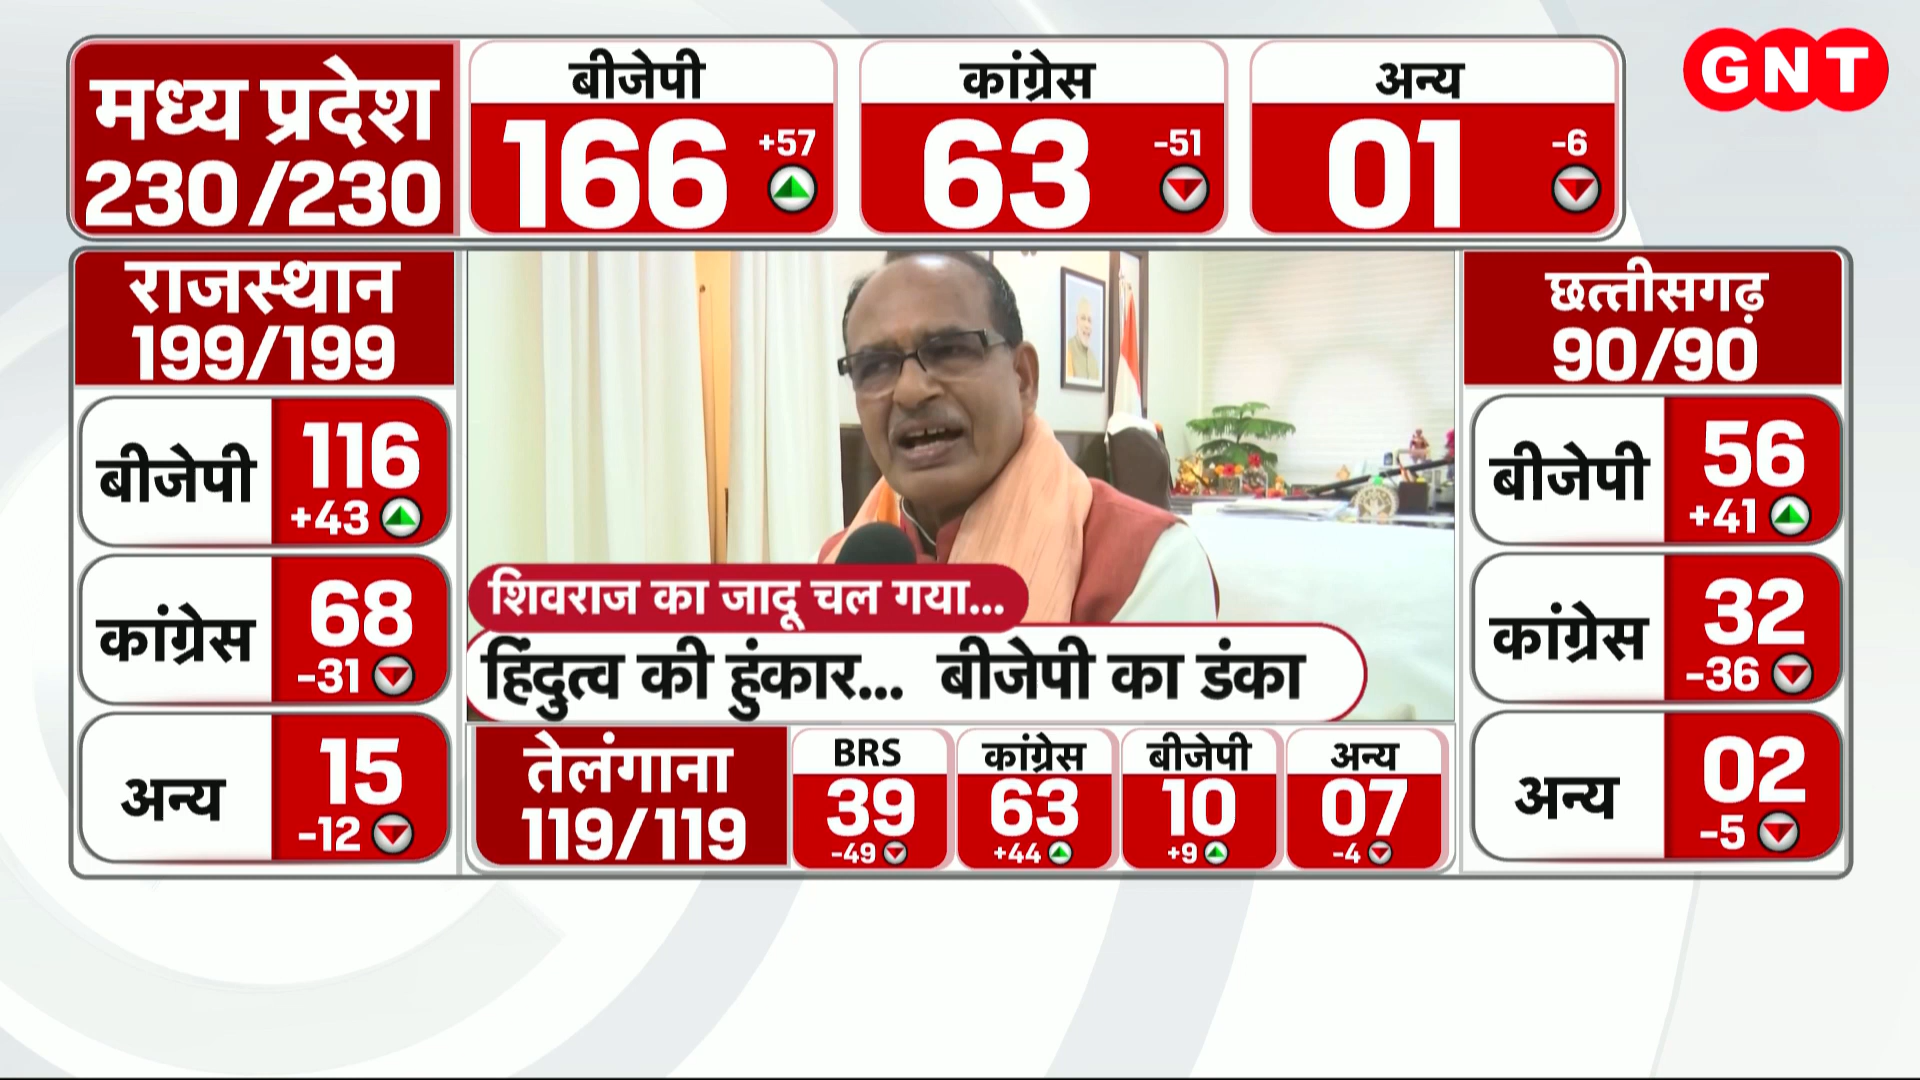 मध्य प्रदेश
230/230
बीजेपी
166
+57
कांग्रेस
63
-51
अन्य
01
-6
GNT
राजस्थान
199/199
बीजेपी
116
+43
कांग्रेस
68
-31
अन्य
15
-12
शिवराज का जादू चल गया...
हिंदुत्व की हुंकार... बीजेपी का डंका
तेलंगाना
119/119
BRS
39
-49
कांग्रेस
63
+44
बीजेपी
10
+9
अन्य
07
-4
छत्तीसगढ़
90/90
बीजेपी
56
+41
कांग्रेस
32
-36
अन्य
02
-5